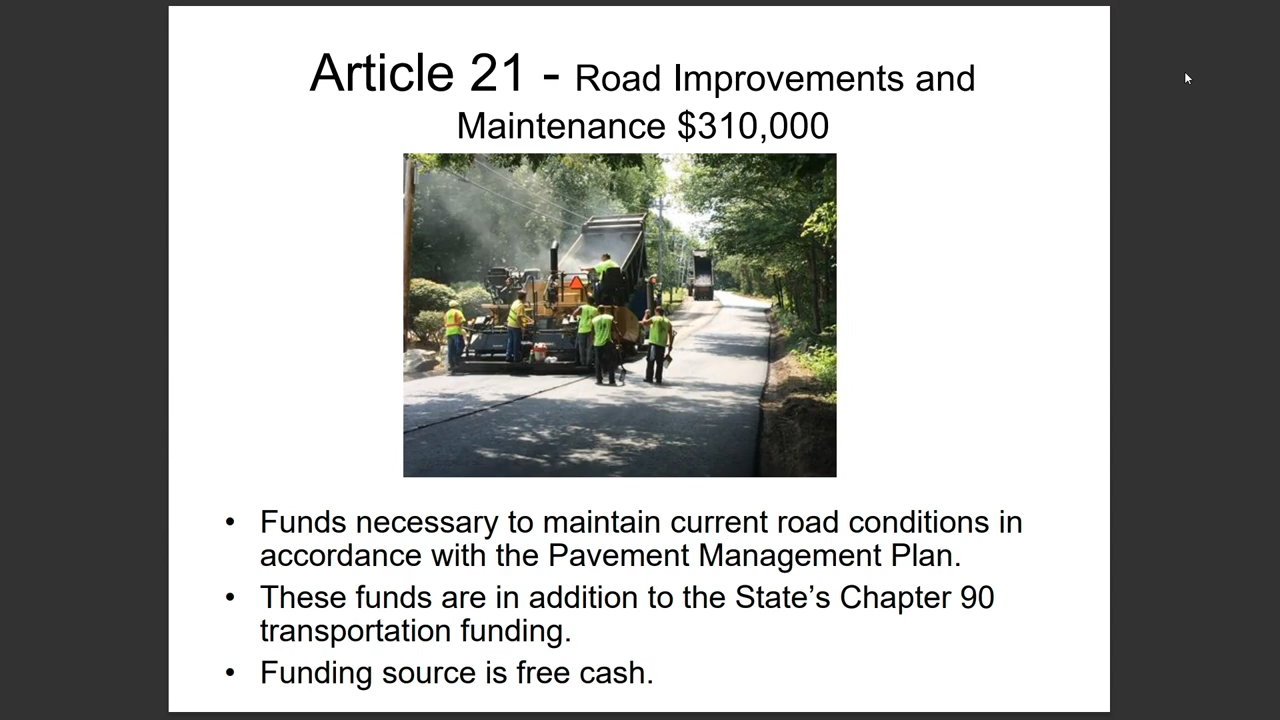 Article 21 - Road Improvements and
Maintenance $310,000
• Funds necessary to maintain current road conditions in
accordance with the Pavement Management Plan.
• These funds are in addition to the State’s Chapter 90
transportation funding.
• Funding source is free cash.